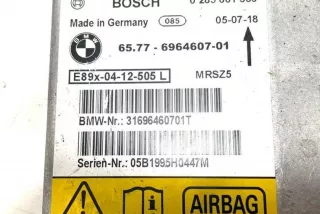 BOSCH
Made in Germany 085 05-07-18
BMW 65.77 - 6964607-01
E89x-04-12-505 L MRSZ5
BMW-Nr.: 31696460701T
Serien-Nr.: 05B1995H0447M
AIRBAG